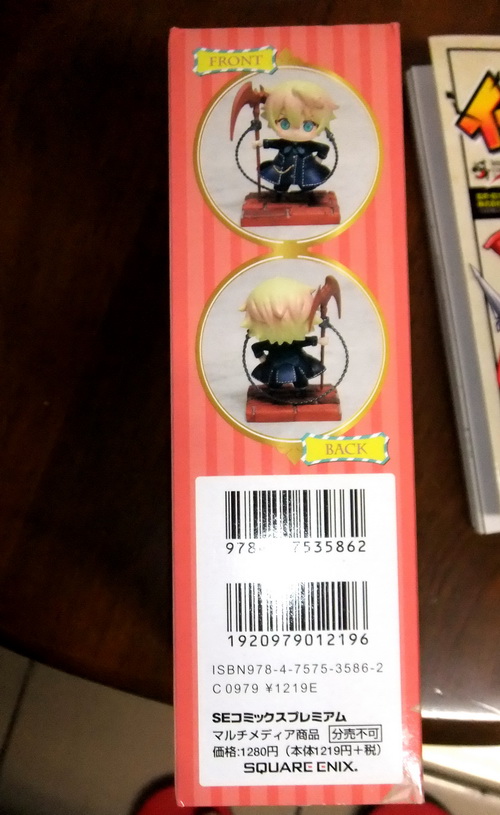 FRONT
BACK
978 7535862
1920979012196
ISBN978-4-7575-3586-2
C0979 ¥1219E
SEコミックスプレミアム
マルチメディア商品 分売不可
価格:1280円（本体1219円+税）
SQUARE ENIX.